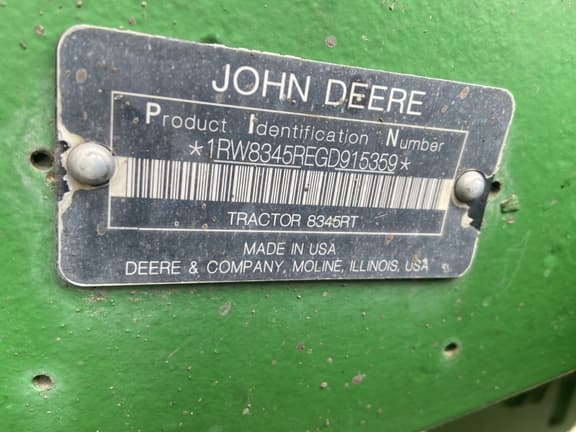 JOHN DEERE
Product Identification Number
*1RW8345REGD915359*
TRACTOR 8345RT
MADE IN USA
DEERE & COMPANY, MOLINE, ILLINOIS, USA